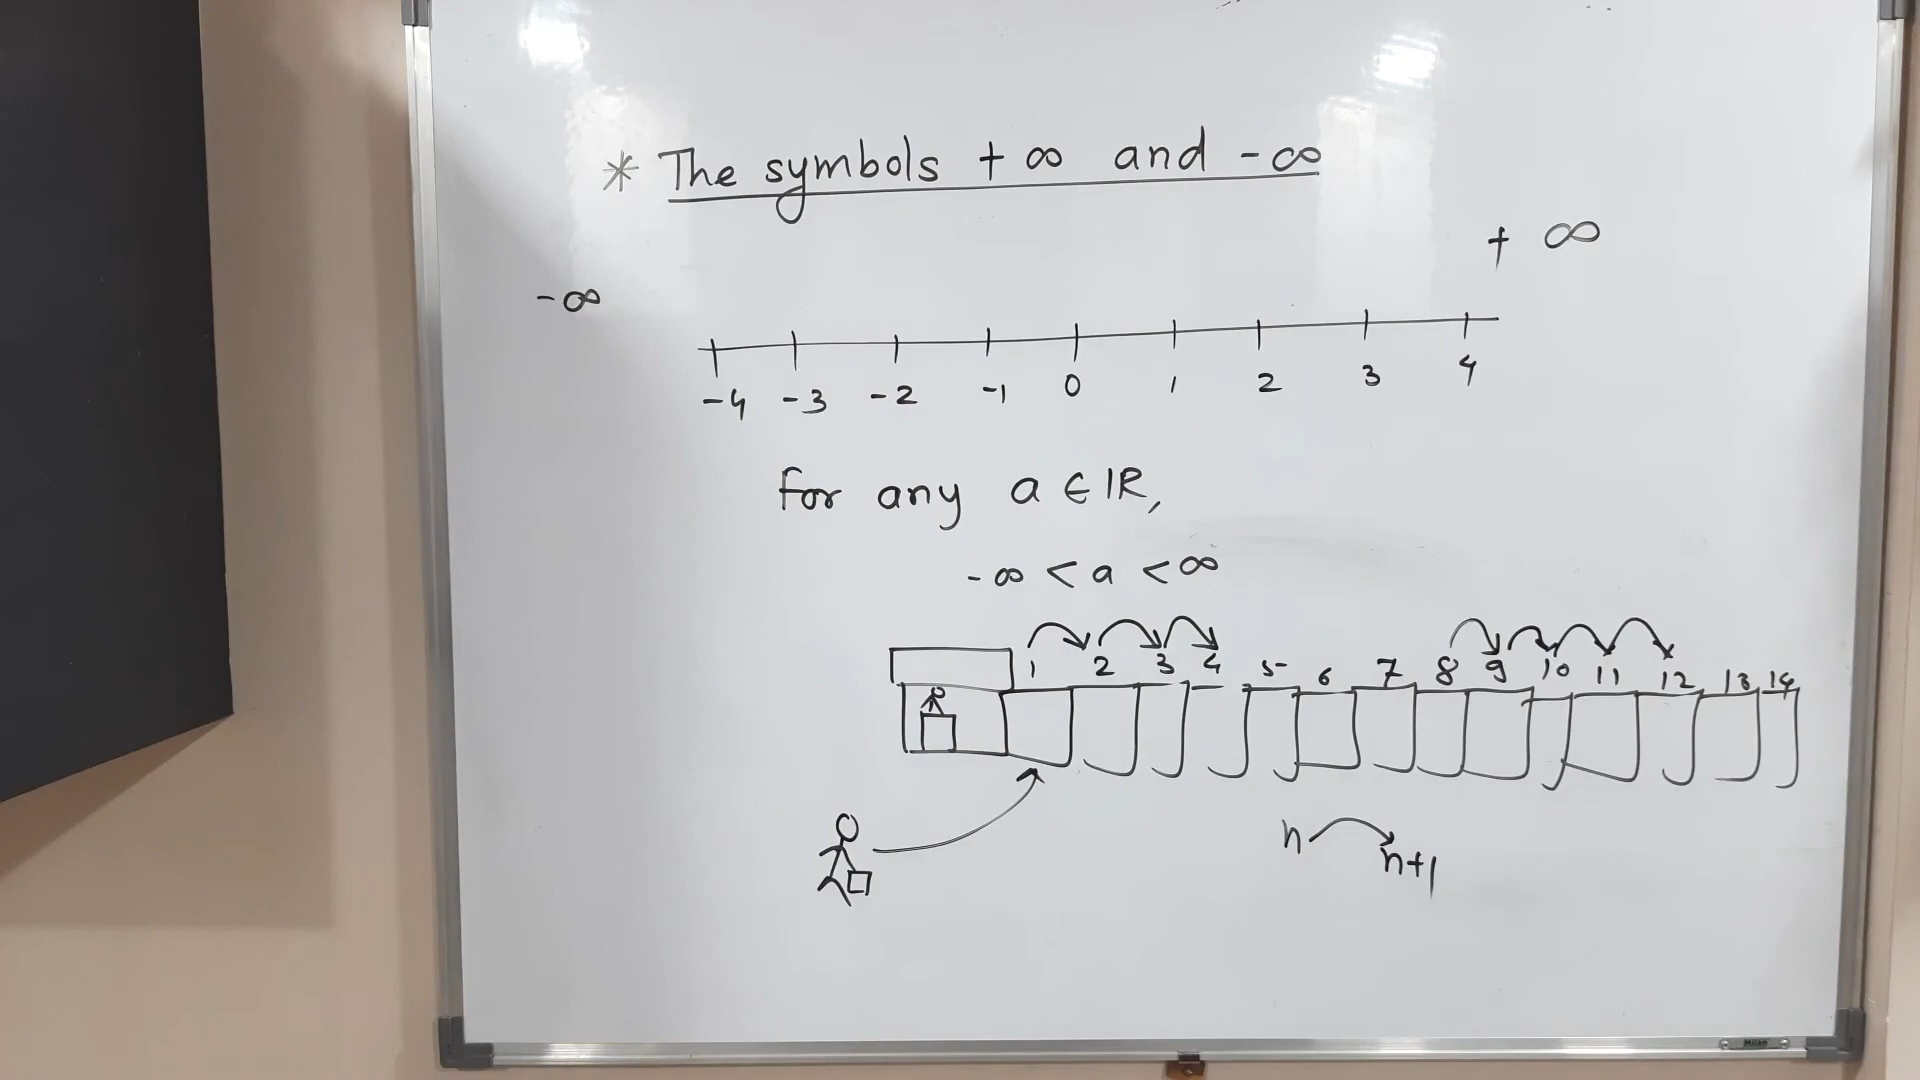 * The symbols + ∞ and - ∞
+ ∞
- ∞
-4 -3 -2 -1 0 1 2 3 4
for any a ∈ ℝ,
- ∞ < a < ∞
1 2 3 4 5 6 7 8 9 10 11 12 13 14
n n+1
Milan